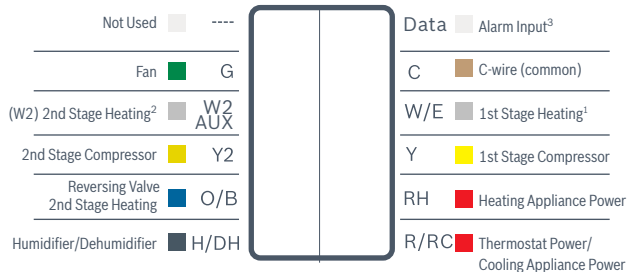 Not Used ---- Data Alarm Input³
Fan G C C-wire (common)
(W2) 2nd Stage Heating² W2 AUX W/E 1st Stage Heating¹
2nd Stage Compressor Y2 Y 1st Stage Compressor
Reversing Valve
2nd Stage Heating O/B RH Heating Appliance Power
Humidifier/Dehumidifier H/DH R/RC Thermostat Power/
Cooling Appliance Power